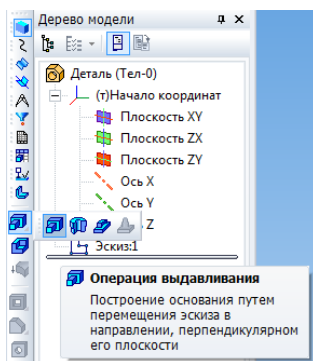 Дерево модели
Деталь (Тел-0)
(т)Начало координат
Плоскость XY
Плоскость ZX
Плоскость ZY
Ось X
Ось Y
Z
Эскиз:1
Операция выдавливания
Построение основания путем
перемещения эскиза в
направлении, перпендикулярном
его плоскости